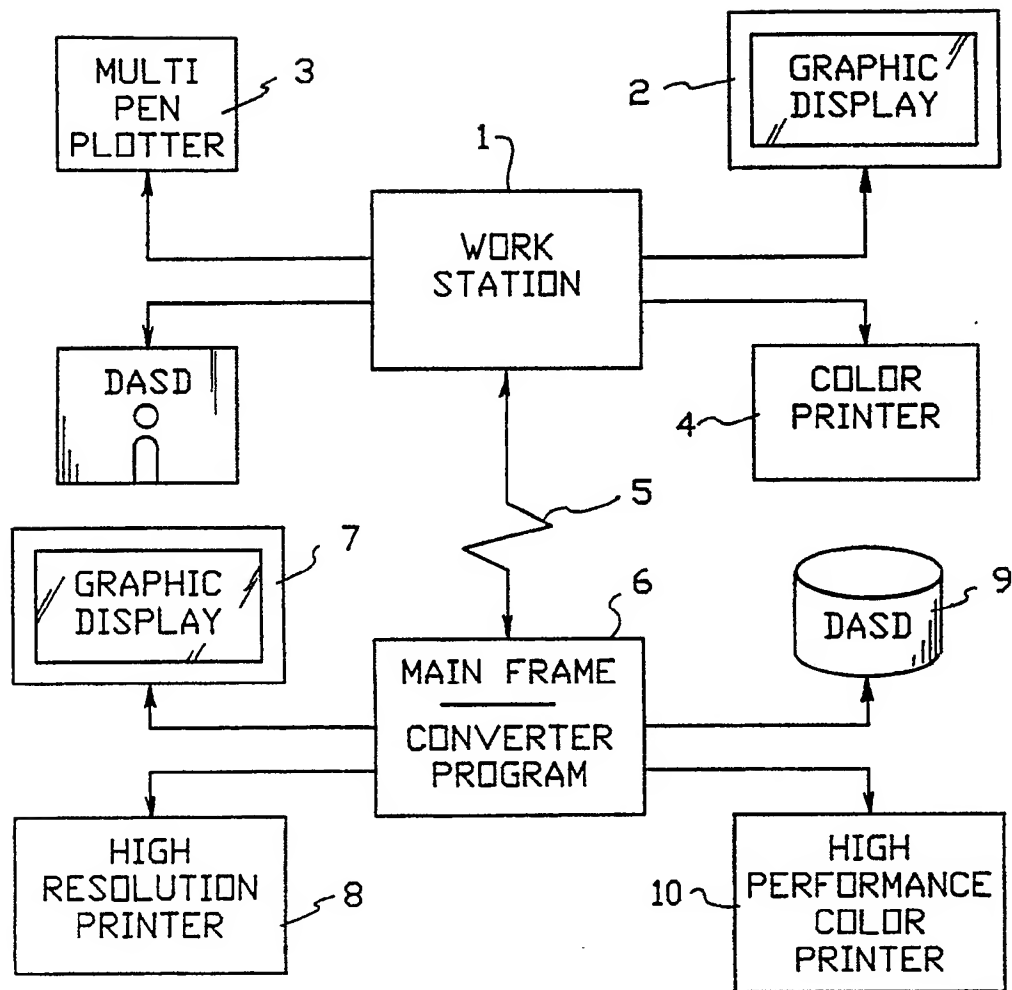 MULTI
PEN
PLOTTER
3
2
GRAPHIC
DISPLAY
1
WORK
STATION
DASD
COLOR
PRINTER
4
5
7
GRAPHIC
DISPLAY
6
MAIN FRAME
CONVERTER
PROGRAM
DASD
9
HIGH
RESOLUTION
PRINTER
8
10
HIGH
PERFORMANCE
COLOR
PRINTER